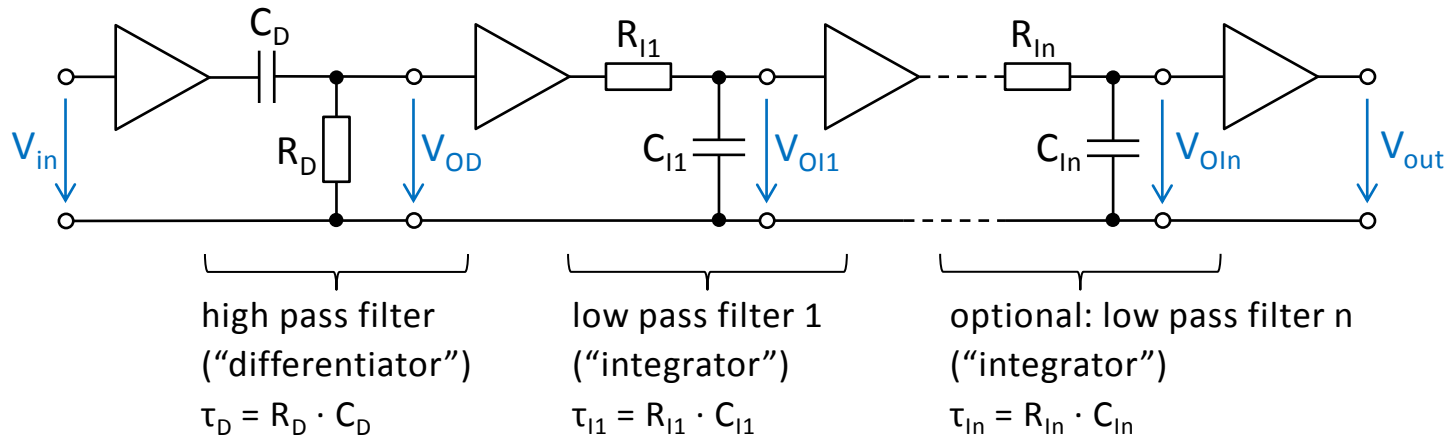 C_D
R_I1
R_In
V_in
R_D
V_OD
C_I1
V_OI1
C_In
V_OIn
V_out
high pass filter
(“differentiator”)
τ_D = R_D · C_D
low pass filter 1
(“integrator”)
τ_I1 = R_I1 · C_I1
optional: low pass filter n
(“integrator”)
τ_In = R_In · C_In